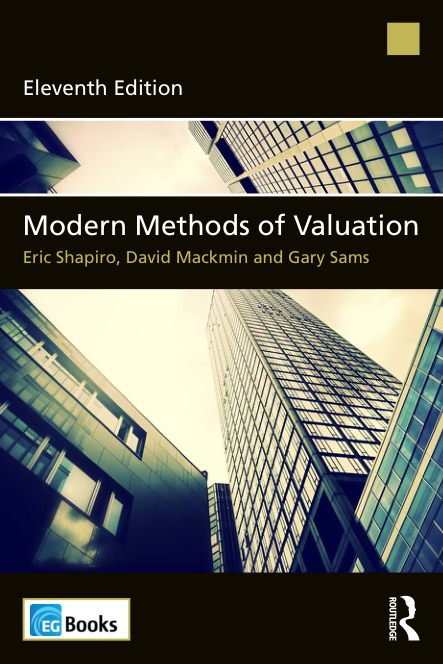 Eleventh Edition
Modern Methods of Valuation
Eric Shapiro, David Mackmin and Gary Sams
EG Books
ROUTLEDGE